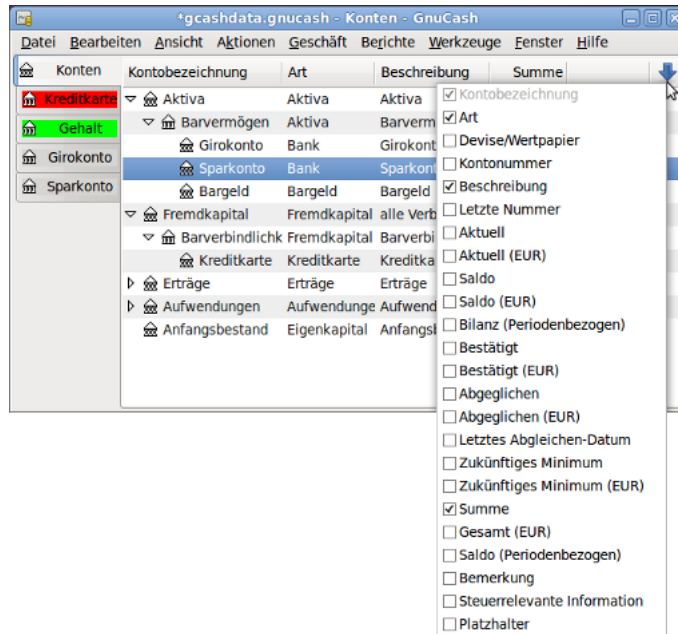 *gcashdata.gnucash - Konten - GnuCash
Datei Bearbeiten Ansicht Aktionen Geschäft Berichte Werkzeuge Fenster Hilfe
Konten
Kreditkarte
Gehalt
Girokonto
Sparkonto
Kontobezeichnung Art Beschreibung Summe
Aktiva Aktiva Aktiva
Barvermögen Aktiva Barverm
Girokonto Bank Girokont
Sparkonto Bank Sparkont
Bargeld Bargeld Bargeld
Fremdkapital Fremdkapital alle Verb
Barverbindlichk Fremdkapital Barverbi
Kreditkarte Kreditkarte Kreditka
Erträge Erträge Erträge
Aufwendungen Aufwendunge Aufwend
Anfangsbestand Eigenkapital Anfangsb
Kontobezeichnung
Art
Devise/Wertpapier
Kontonummer
Beschreibung
Letzte Nummer
Aktuell
Aktuell (EUR)
Saldo
Saldo (EUR)
Bilanz (Periodenbezogen)
Bestätigt
Bestätigt (EUR)
Abgeglichen
Abgeglichen (EUR)
Letztes Abgleichen-Datum
Zukünftiges Minimum
Zukünftiges Minimum (EUR)
Summe
Gesamt (EUR)
Saldo (Periodenbezogen)
Bemerkung
Steuerrelevante Information
Platzhalter